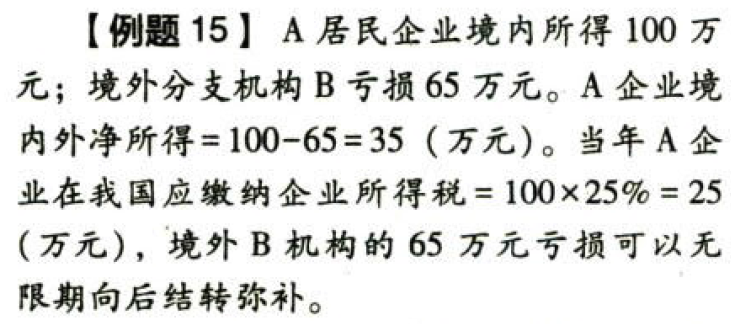 【例题 15】 A 居民企业境内所得 100 万
元；境外分支机构 B 亏损 65 万元。A 企业境
内外净所得=100-65=35（万元）。当年 A 企
业在我国应缴纳企业所得税=100×25%=25
（万元），境外 B 机构的 65 万元亏损可以无
限期向后结转弥补。